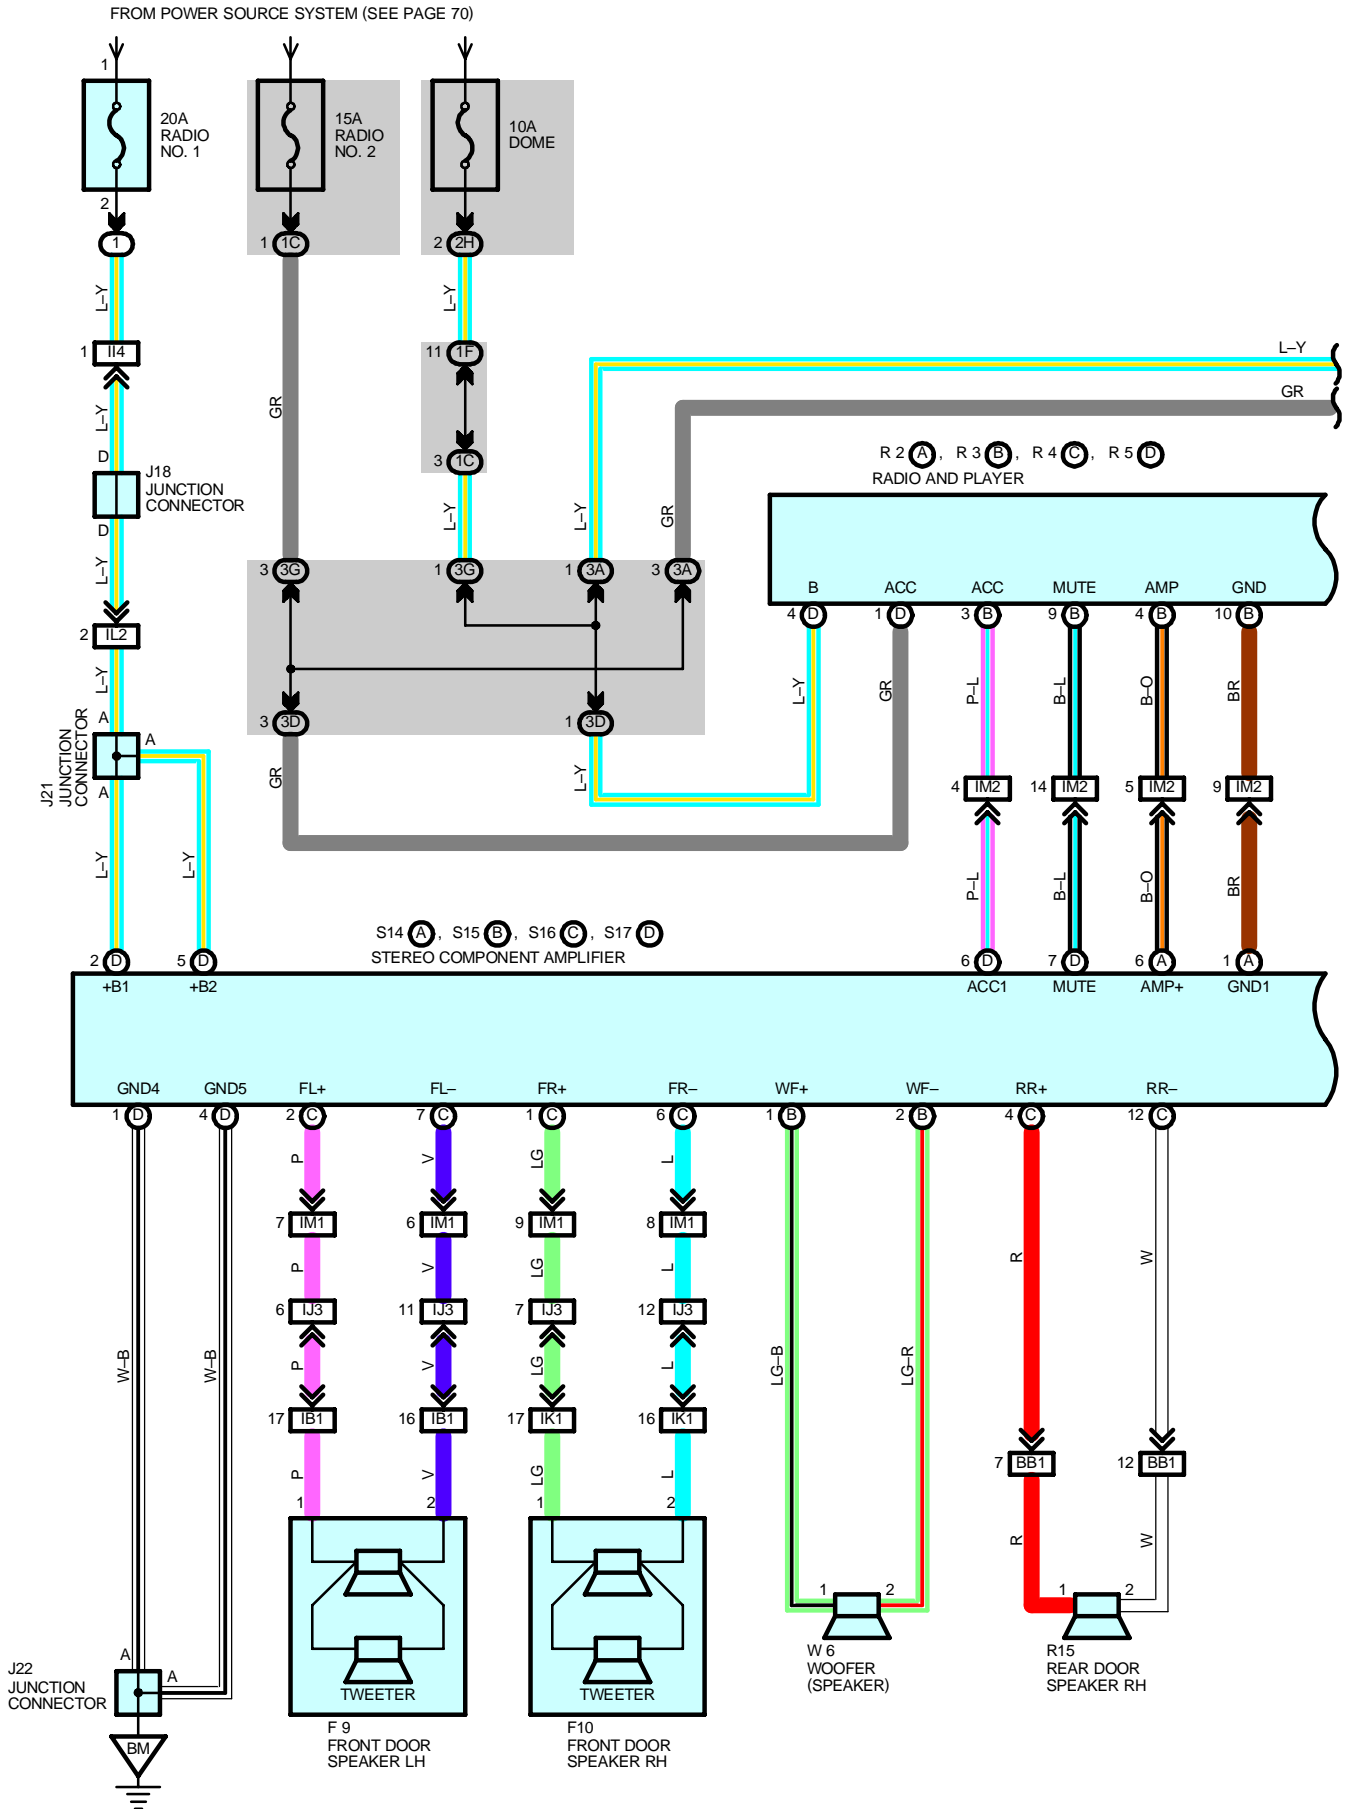 FROM POWER SOURCE SYSTEM (SEE PAGE 70)
1
20A
RADIO
NO. 1
15A
RADIO
NO. 2
10A
DOME
2
1
1 1C
2 2H
L–Y
L–Y
1 II4
11 1F
L–Y
GR
L–Y
GR
3 1C
R 2 A , R 3 B , R 4 C , R 5 D
RADIO AND PLAYER
D
J18
JUNCTION
CONNECTOR
D
L–Y
L–Y
L–Y
GR
3 3G
1 3G
1 3A
3 3A
B ACC ACC MUTE AMP GND
4 D 1 D 3 B 9 B 4 B 10 B
2 IL2
L–Y
L–Y GR P–L B–L B–O BR
A
3 3D
1 3D
J21
JUNCTION
CONNECTOR
A
A
GR
L–Y
4 IM2 14 IM2 5 IM2 9 IM2
L–Y L–Y
P–L B–L B–O BR
S14 A , S15 B , S16 C , S17 D
STEREO COMPONENT AMPLIFIER
2 D 5 D 6 D 7 D 6 A 1 A
+B1 +B2 ACC1 MUTE AMP+ GND1
GND4 GND5 FL+ FL– FR+ FR– WF+ WF– RR+ RR–
1 D 4 D 2 C 7 C 1 C 6 C 1 B 2 B 4 C 12 C
P V LG L
7 IM1 6 IM1 9 IM1 8 IM1
P V LG L R W
6 IJ3 11 IJ3 7 IJ3 12 IJ3
W–B W–B P V LG L LG–B LG–R
17 IB1 16 IB1 17 IK1 16 IK1
7 BB1 12 BB1
P V LG L
1 2 1 2
R W
1 2
1 2
TWEETER
TWEETER
W 6
WOOFER
(SPEAKER)
R15
REAR DOOR
SPEAKER RH
J22
JUNCTION
CONNECTOR
A
A
F 9
FRONT DOOR
SPEAKER LH
F10
FRONT DOOR
SPEAKER RH
BM